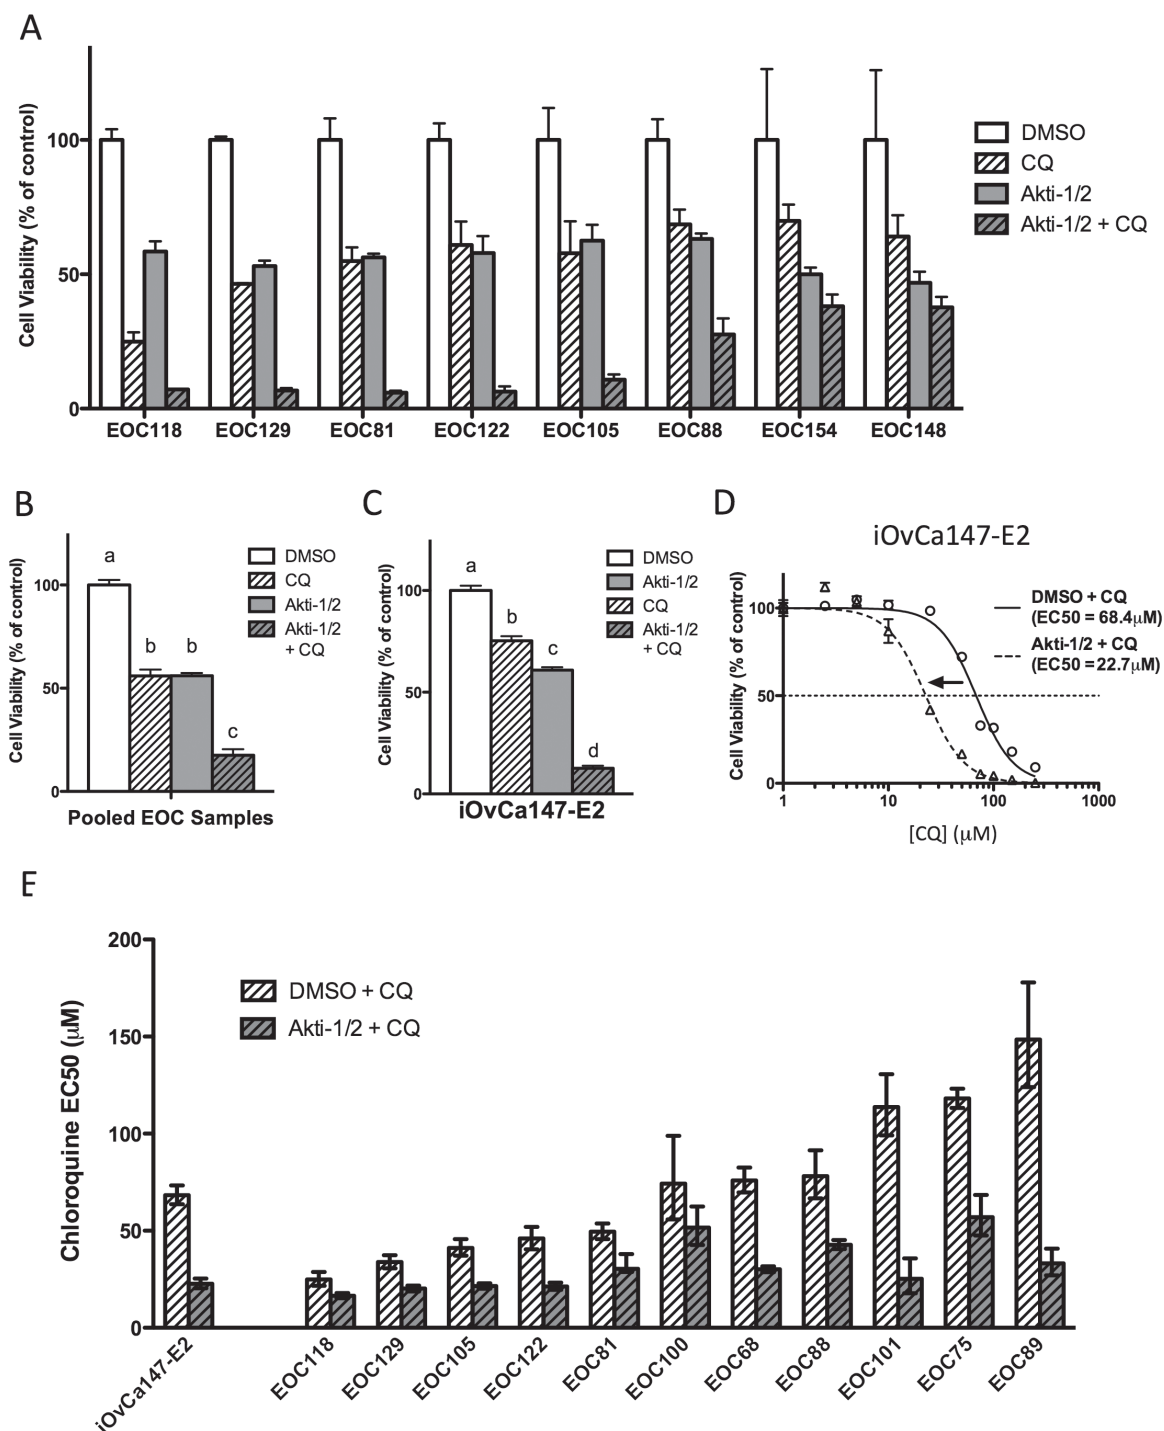 A
Cell Viability (% of control)
100
50
0
EOC118 EOC129 EOC81 EOC122 EOC105 EOC88 EOC154 EOC148
DMSO
CQ
Akti-1/2
Akti-1/2 + CQ
B
Cell Viability (% of control)
100
50
0
a
b
b
c
DMSO
CQ
Akti-1/2
Akti-1/2
+ CQ
Pooled EOC Samples
C
Cell Viability (% of control)
100
50
0
a
b
c
d
DMSO
Akti-1/2
CQ
Akti-1/2
+ CQ
iOvCa147-E2
D
iOvCa147-E2
Cell Viability (% of control)
100
50
0
1 10 100 1000
[CQ] (μM)
DMSO + CQ
(EC50 = 68.4μM)
Akti-1/2 + CQ
(EC50 = 22.7μM)
E
Chloroquine EC50 (μM)
200
150
100
50
0
DMSO + CQ
Akti-1/2 + CQ
iOvCa147-E2 EOC118 EOC129 EOC105 EOC122 EOC81 EOC100 EOC68 EOC88 EOC101 EOC75 EOC89